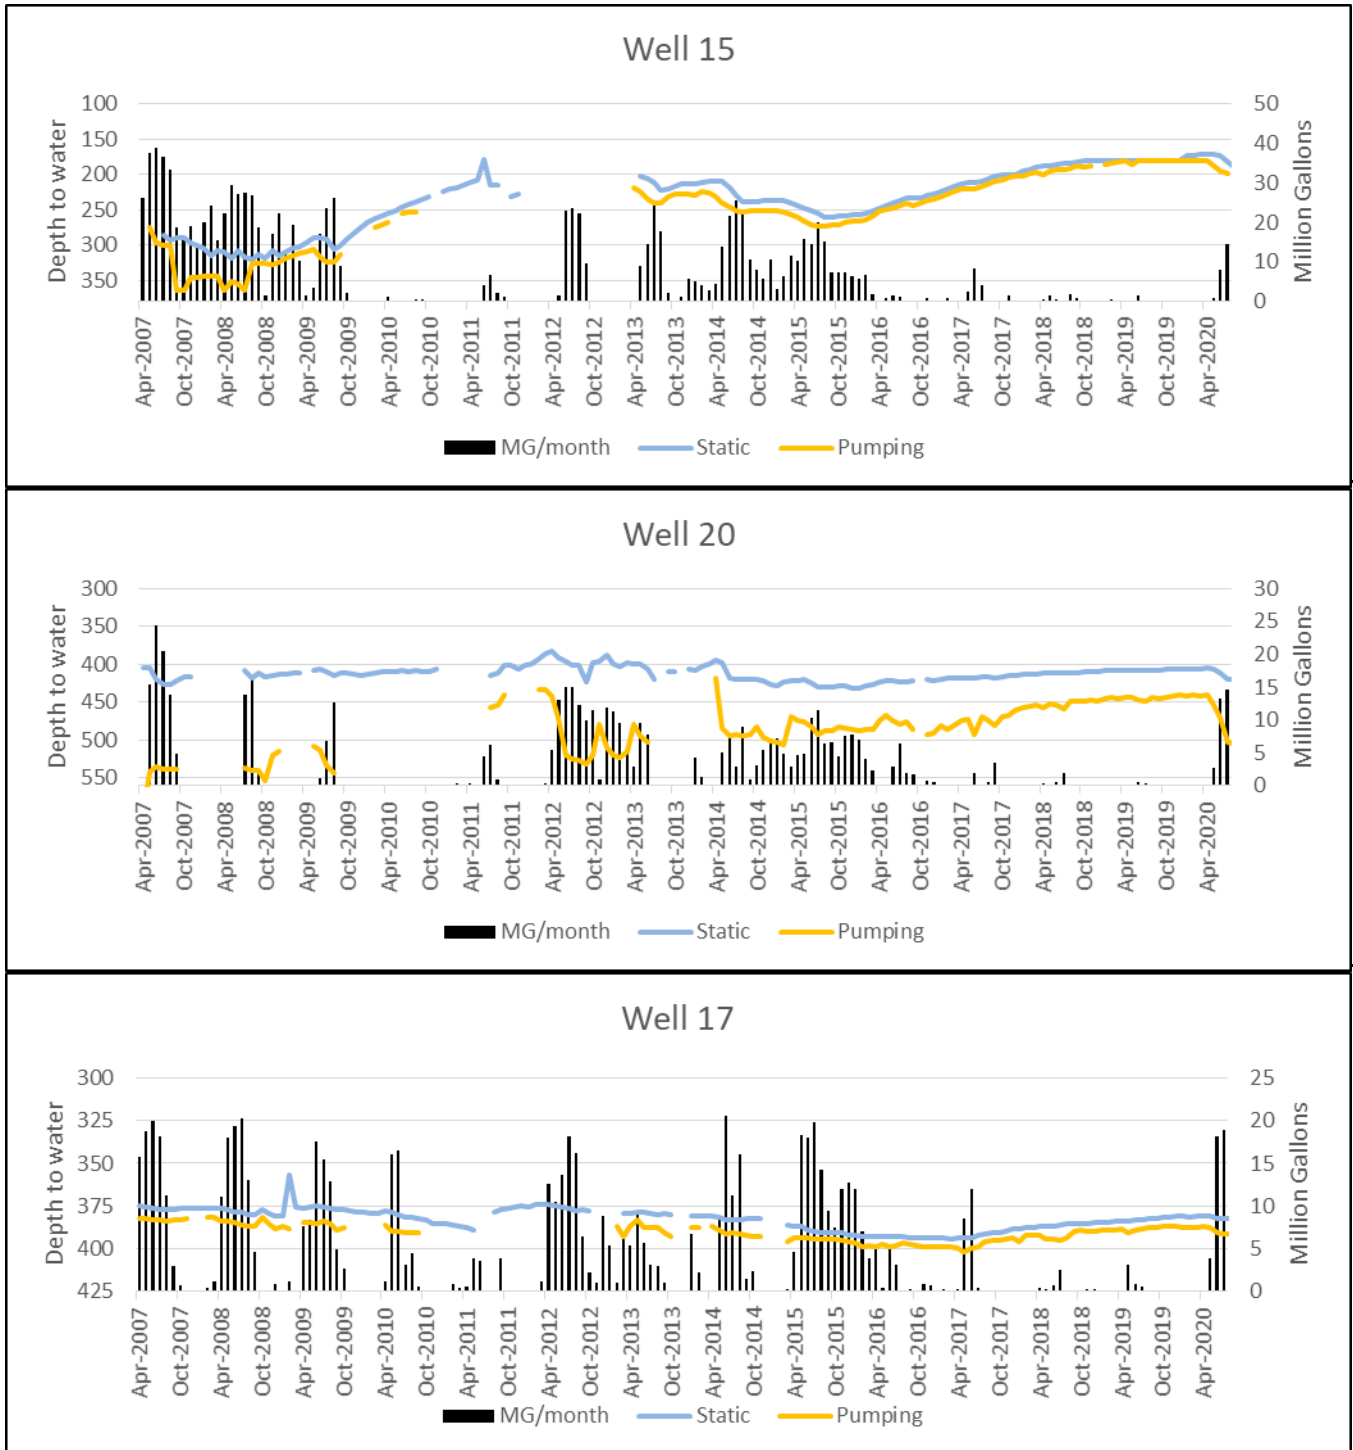 Well 15
Depth to water
100
150
200
250
300
350
50
40
30
20
10
0
Million Gallons
Apr-2007
Oct-2007
Apr-2008
Oct-2008
Apr-2009
Oct-2009
Apr-2010
Oct-2010
Apr-2011
Oct-2011
Apr-2012
Oct-2012
Apr-2013
Oct-2013
Apr-2014
Oct-2014
Apr-2015
Oct-2015
Apr-2016
Oct-2016
Apr-2017
Oct-2017
Apr-2018
Oct-2018
Apr-2019
Oct-2019
Apr-2020
MG/month Static Pumping
Well 20
Depth to water
300
350
400
450
500
550
30
25
20
15
10
5
0
Million Gallons
Apr-2007
Oct-2007
Apr-2008
Oct-2008
Apr-2009
Oct-2009
Apr-2010
Oct-2010
Apr-2011
Oct-2011
Apr-2012
Oct-2012
Apr-2013
Oct-2013
Apr-2014
Oct-2014
Apr-2015
Oct-2015
Apr-2016
Oct-2016
Apr-2017
Oct-2017
Apr-2018
Oct-2018
Apr-2019
Oct-2019
Apr-2020
MG/month Static Pumping
Well 17
Depth to water
300
325
350
375
400
425
25
20
15
10
5
0
Million Gallons
Apr-2007
Oct-2007
Apr-2008
Oct-2008
Apr-2009
Oct-2009
Apr-2010
Oct-2010
Apr-2011
Oct-2011
Apr-2012
Oct-2012
Apr-2013
Oct-2013
Apr-2014
Oct-2014
Apr-2015
Oct-2015
Apr-2016
Oct-2016
Apr-2017
Oct-2017
Apr-2018
Oct-2018
Apr-2019
Oct-2019
Apr-2020
MG/month Static Pumping